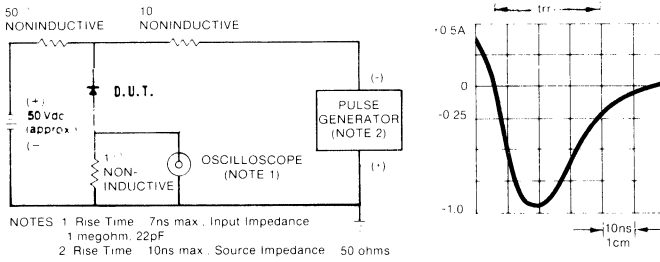 50
NONINDUCTIVE
10
NONINDUCTIVE
D.U.T.
(+)
50 Vdc
(approx.)
(-
1
NON-
INDUCTIVE
OSCILLOSCOPE
(NOTE 1)
(-)
PULSE
GENERATOR
(NOTE 2)
(+)
NOTES 1 Rise Time 7ns max, Input Impedance
1 megohm, 22pF
2 Rise Time 10ns max, Source Impedance 50 ohms
trr
+0.5A
0
-0.25
-1.0
10ns
1cm